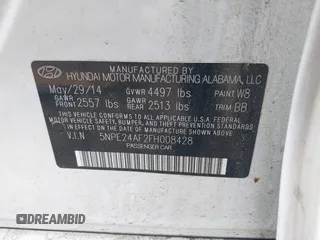 MANUFACTURED BY
HYUNDAI MOTOR MANUFACTURING ALABAMA, LLC
May/29/14 GVWR 4497 lbs PAINT W8
GAWR FRONT 2557 lbs GAWR REAR 2513 lbs TRIM BB
THIS VEHICLE CONFORMS TO ALL APPLICABLE FEDERAL
MOTOR VEHICLE SAFETY, BUMPER, AND THEFT PREVENTION
STANDARDS IN EFFECT ON THE DATE OF MANUFACTURE
SHOWN ABOVE.
V.I.N 5NPE24AF2FH008428
PASSENGER CAR
DREAMBID